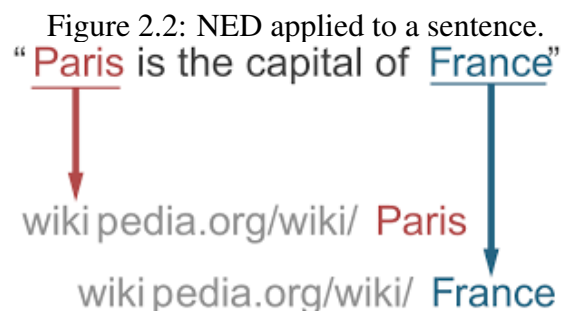 Figure 2.2: NED applied to a sentence.
“Paris is the capital of France”
wikipedia.org/wiki/ Paris
wikipedia.org/wiki/ France